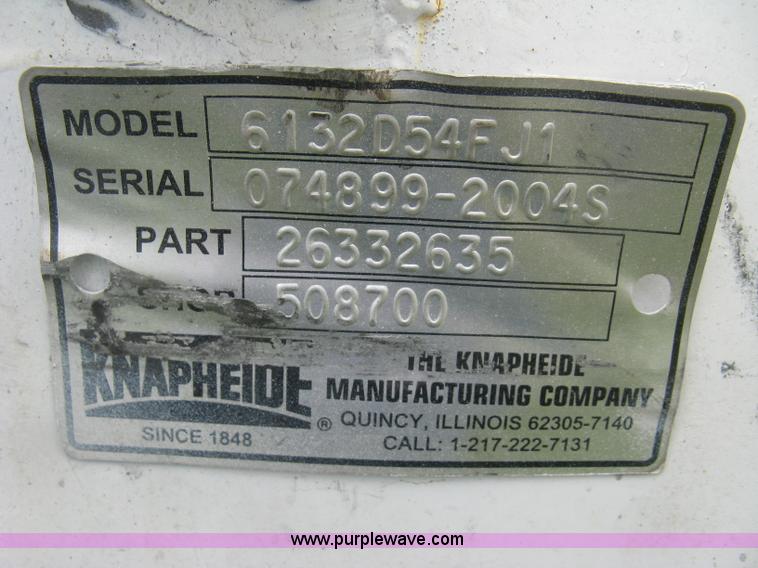 MODEL 6132D54FJ1
SERIAL 074899-2004S
PART 26332635
SHOP 508700
KNAPHEIDE ®
SINCE 1848
THE KNAPHEIDE
MANUFACTURING COMPANY
QUINCY, ILLINOIS 62305-7140
CALL: 1-217-222-7131
www.purplewave.com